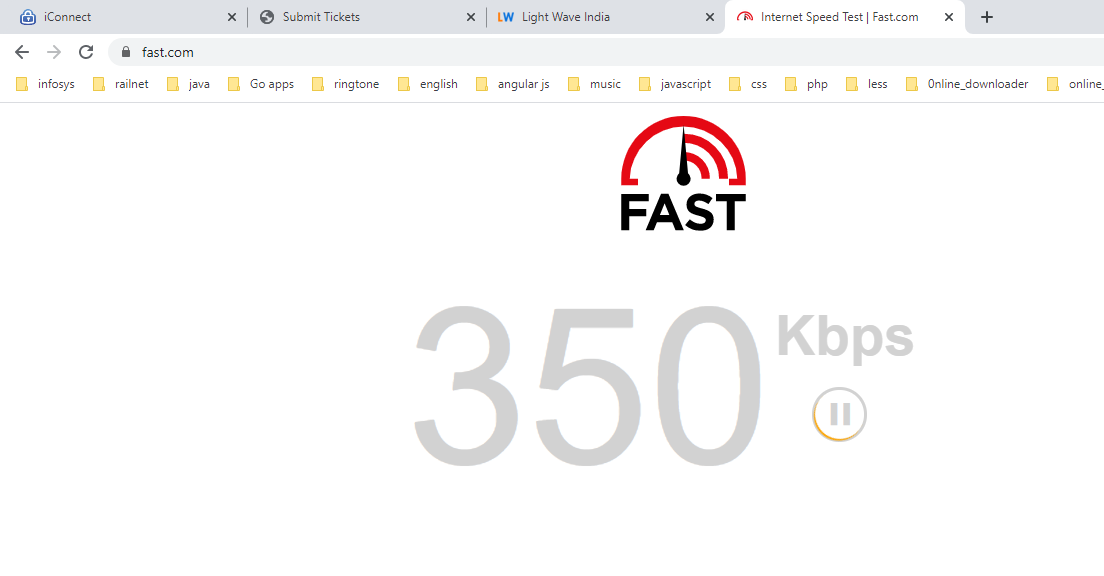 iConnect Submit Tickets LW Light Wave India Internet Speed Test | Fast.com
fast.com
infosys railnet java Go apps ringtone english angular js music javascript css php less 0nline_downloader online_
FAST
350 Kbps